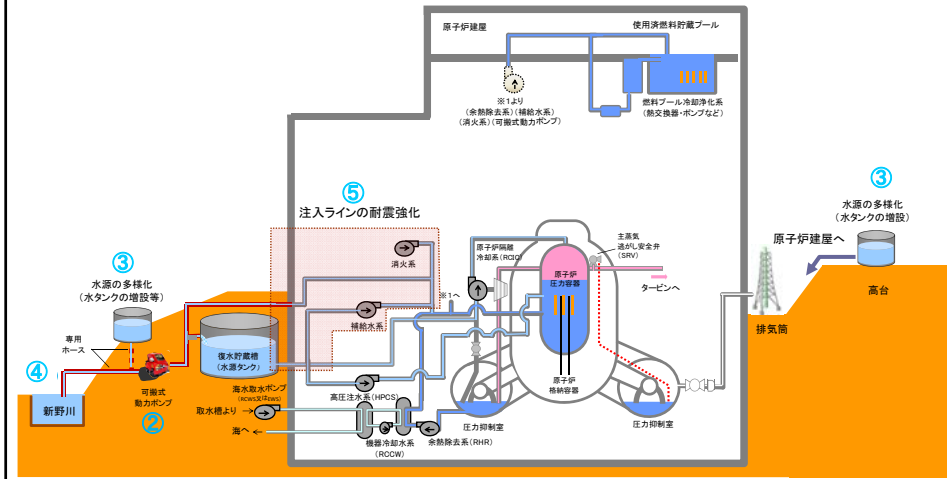 原子炉建屋
使用済燃料貯蔵プール
※1より
(余熱除去系)(補給水系)
(消火系)(可搬式動力ポンプ)
燃料プール冷却浄化系
(熱交換器・ポンプなど)
⑤
注入ラインの耐震強化
③
水源の多様化
(水タンクの増設)
原子炉建屋へ
高台
排気筒
主蒸気
逃がし安全弁
(SRV)
原子炉隔離
冷却系(RCIC)
消火系
原子炉
圧力容器
タービンへ
③
水源の多様化
(水タンクの増設等)
※1へ
補給水系
専用
ホース
復水貯蔵槽
(水源タンク)
④
新野川
可搬式
動力ポンプ
②
海水取水ポンプ
(RCWS又はEWS)
高圧注水系(HPCS)
原子炉
格納容器
取水槽より
海へ
機器冷却水系
(RCCW)
余熱除去系(RHR)
圧力抑制室
圧力抑制室